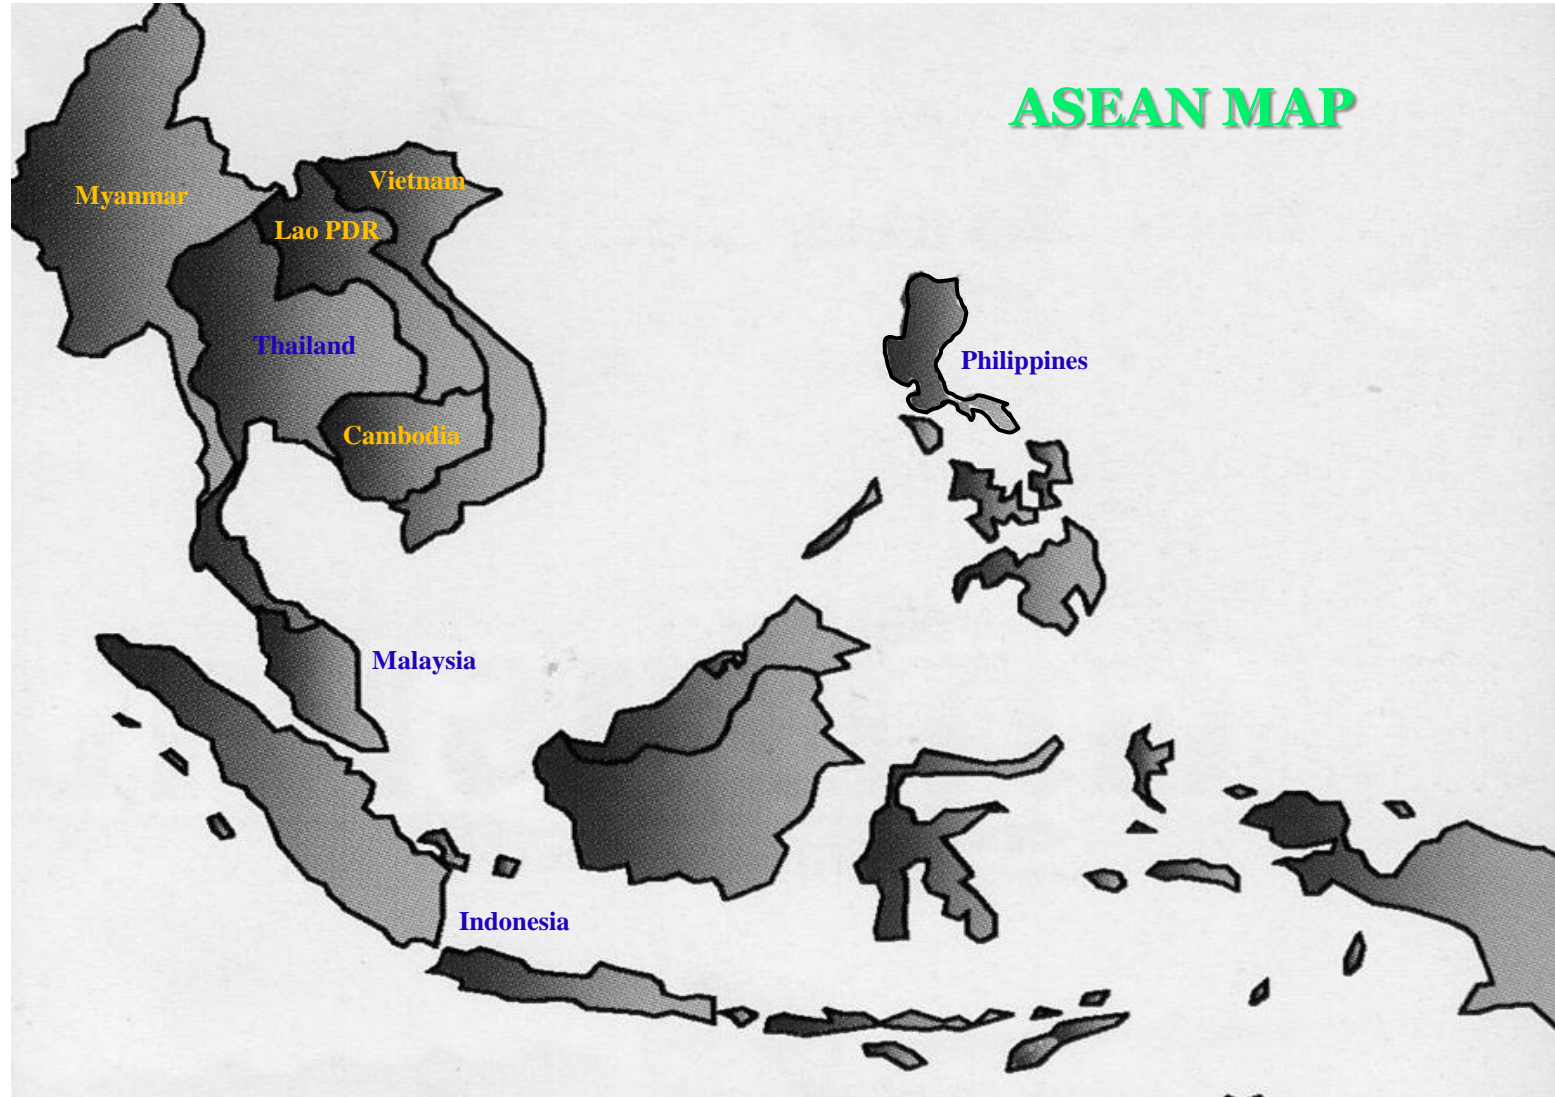 ASEAN MAP
Vietnam
Myanmar
Lao PDR
Thailand
Philippines
Cambodia
Malaysia
Indonesia